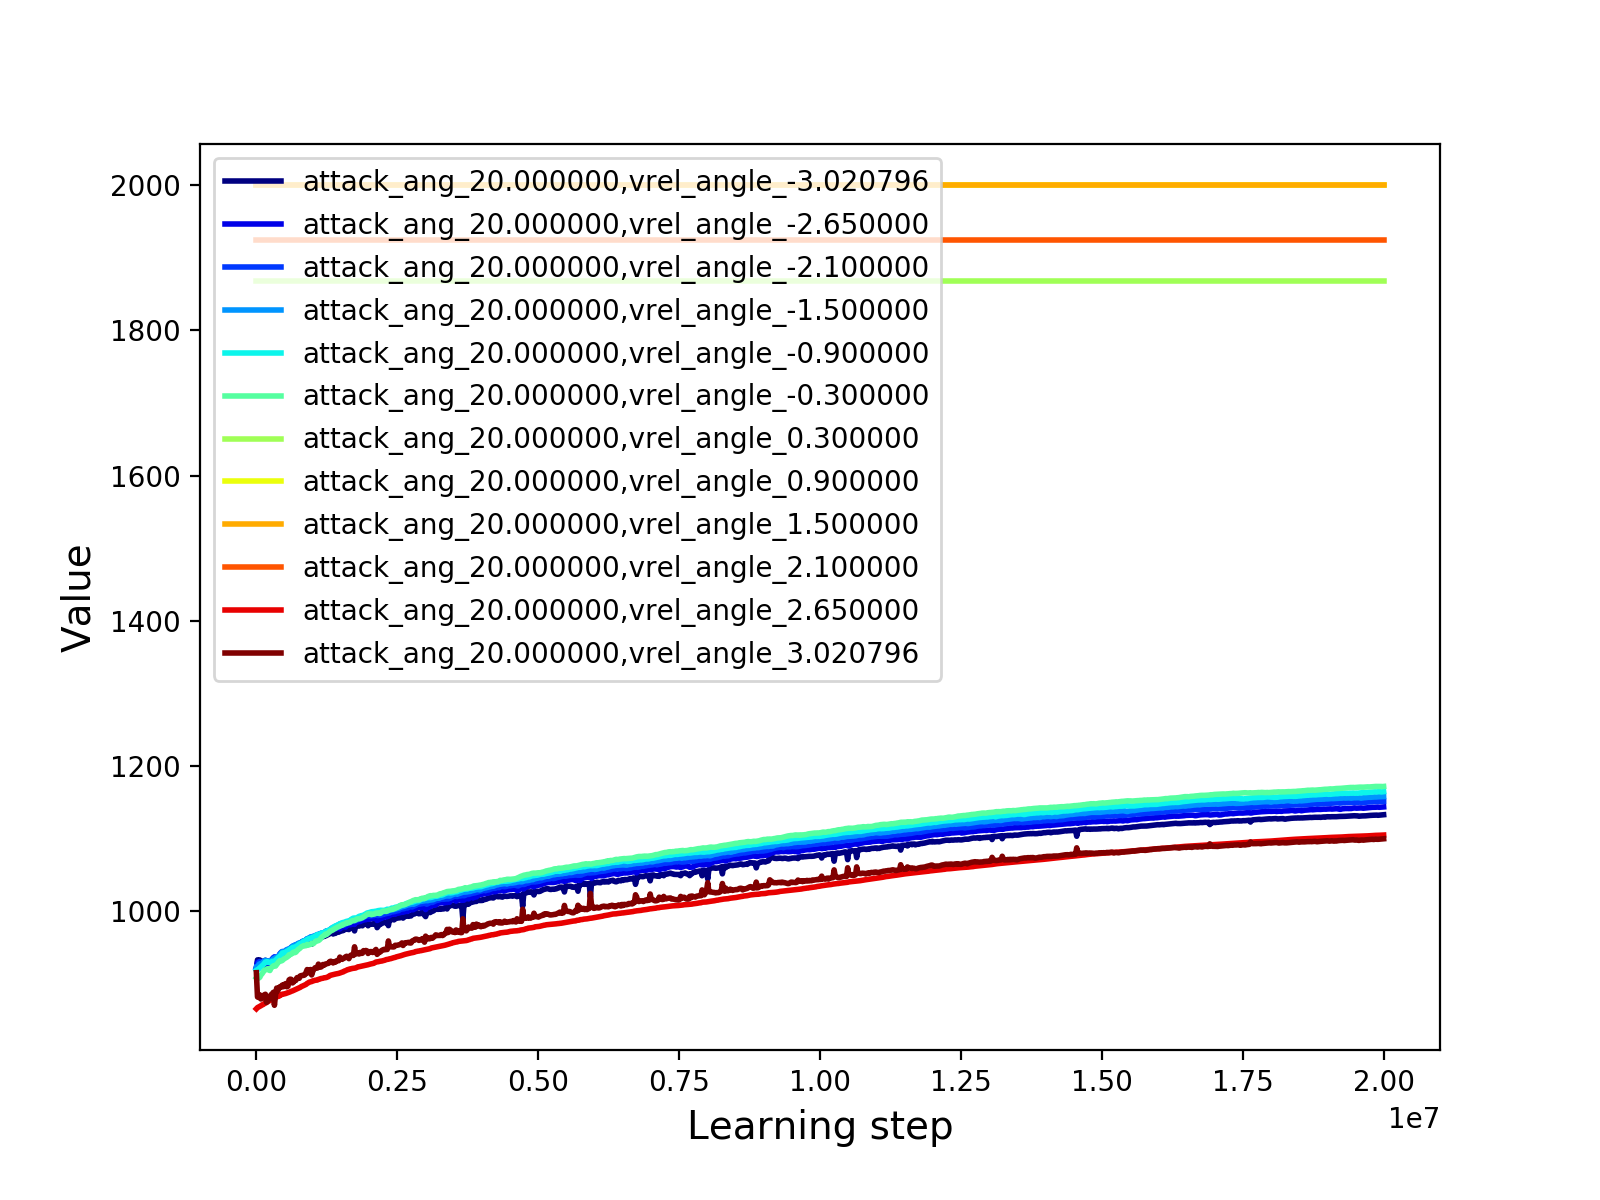 2000
1800
1600
1400
1200
1000
Value
attack_ang_20.000000,vrel_angle_-3.020796
attack_ang_20.000000,vrel_angle_-2.650000
attack_ang_20.000000,vrel_angle_-2.100000
attack_ang_20.000000,vrel_angle_-1.500000
attack_ang_20.000000,vrel_angle_-0.900000
attack_ang_20.000000,vrel_angle_-0.300000
attack_ang_20.000000,vrel_angle_0.300000
attack_ang_20.000000,vrel_angle_0.900000
attack_ang_20.000000,vrel_angle_1.500000
attack_ang_20.000000,vrel_angle_2.100000
attack_ang_20.000000,vrel_angle_2.650000
attack_ang_20.000000,vrel_angle_3.020796
0.00 0.25 0.50 0.75 1.00 1.25 1.50 1.75 2.00
1e7
Learning step